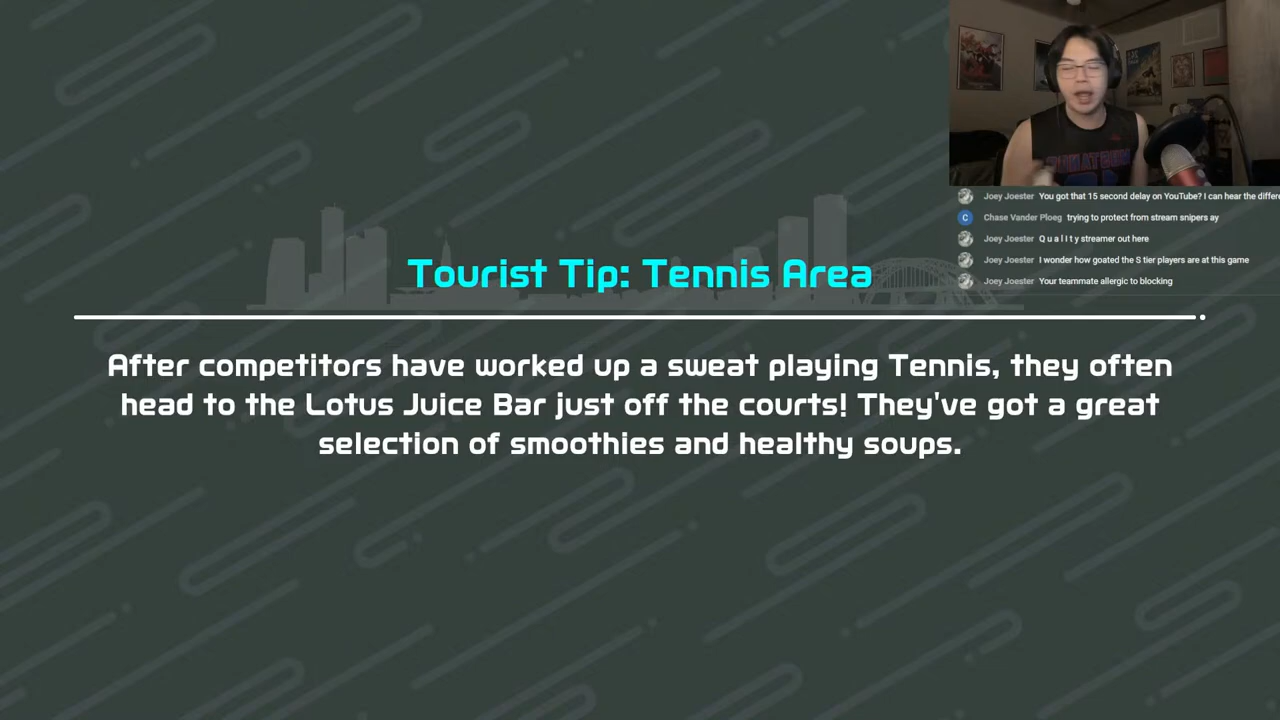 Joey Joester You got that 15 second delay on YouTube? I can hear the
Chase Vander Ploeg trying to protect from stream snipers ay
Joey Joester Q u a l i t y streamer out here
Joey Joester I wonder how goated the S tier players are at this game
Joey Joester Your teammate allergic to blocking
Tourist Tip: Tennis Area
After competitors have worked up a sweat playing Tennis, they often
head to the Lotus Juice Bar just off the courts! They've got a great
selection of smoothies and healthy soups.